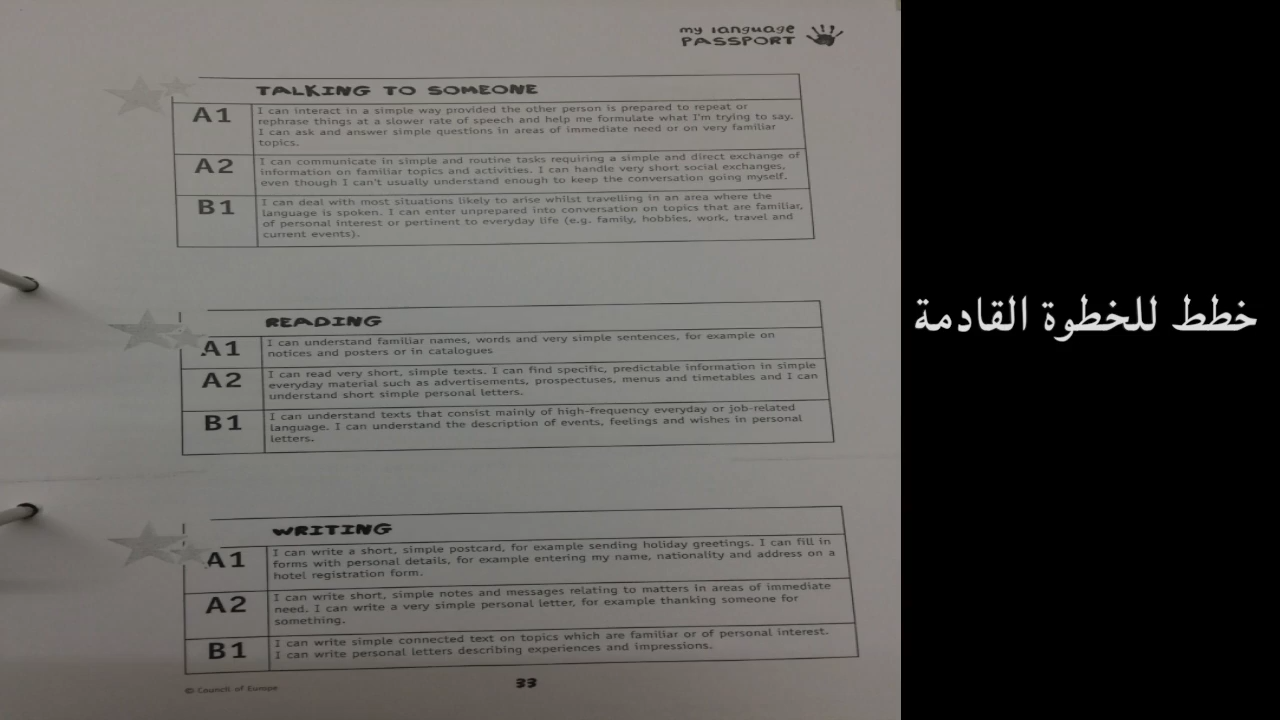 my language
PASSPORT
TALKING TO SOMEONE
A1
I can interact in a simple way provided the other person is prepared to repeat or
rephrase things at a slower rate of speech and help me formulate what I'm trying to say.
I can ask and answer simple questions in areas of immediate need or on very familiar
topics.
A2
I can communicate in simple and routine tasks requiring a simple and direct exchange of
information on familiar topics and activities. I can handle very short social exchanges,
even though I can't usually understand enough to keep the conversation going myself.
B1
I can deal with most situations likely to arise whilst travelling in an area where the
language is spoken. I can enter unprepared into conversation on topics that are familiar,
of personal interest or pertinent to everyday life (e.g. family, hobbies, work, travel and
current events).
READING
A1
I can understand familiar names, words and very simple sentences, for example on
notices and posters or in catalogues
A2
I can read very short, simple texts. I can find specific, predictable information in simple
everyday material such as advertisements, prospectuses, menus and timetables and I can
understand short simple personal letters.
B1
I can understand texts that consist mainly of high-frequency everyday or job-related
language. I can understand the description of events, feelings and wishes in personal
letters.
WRITING
A1
I can write a short, simple postcard, for example sending holiday greetings. I can fill in
forms with personal details, for example entering my name, nationality and address on a
hotel registration form.
A2
I can write short, simple notes and messages relating to matters in areas of immediate
need. I can write a very simple personal letter, for example thanking someone for
something.
B1
I can write simple connected text on topics which are familiar or of personal interest.
I can write personal letters describing experiences and impressions.
© Council of Europe
33
خطط للخطوة القادمة